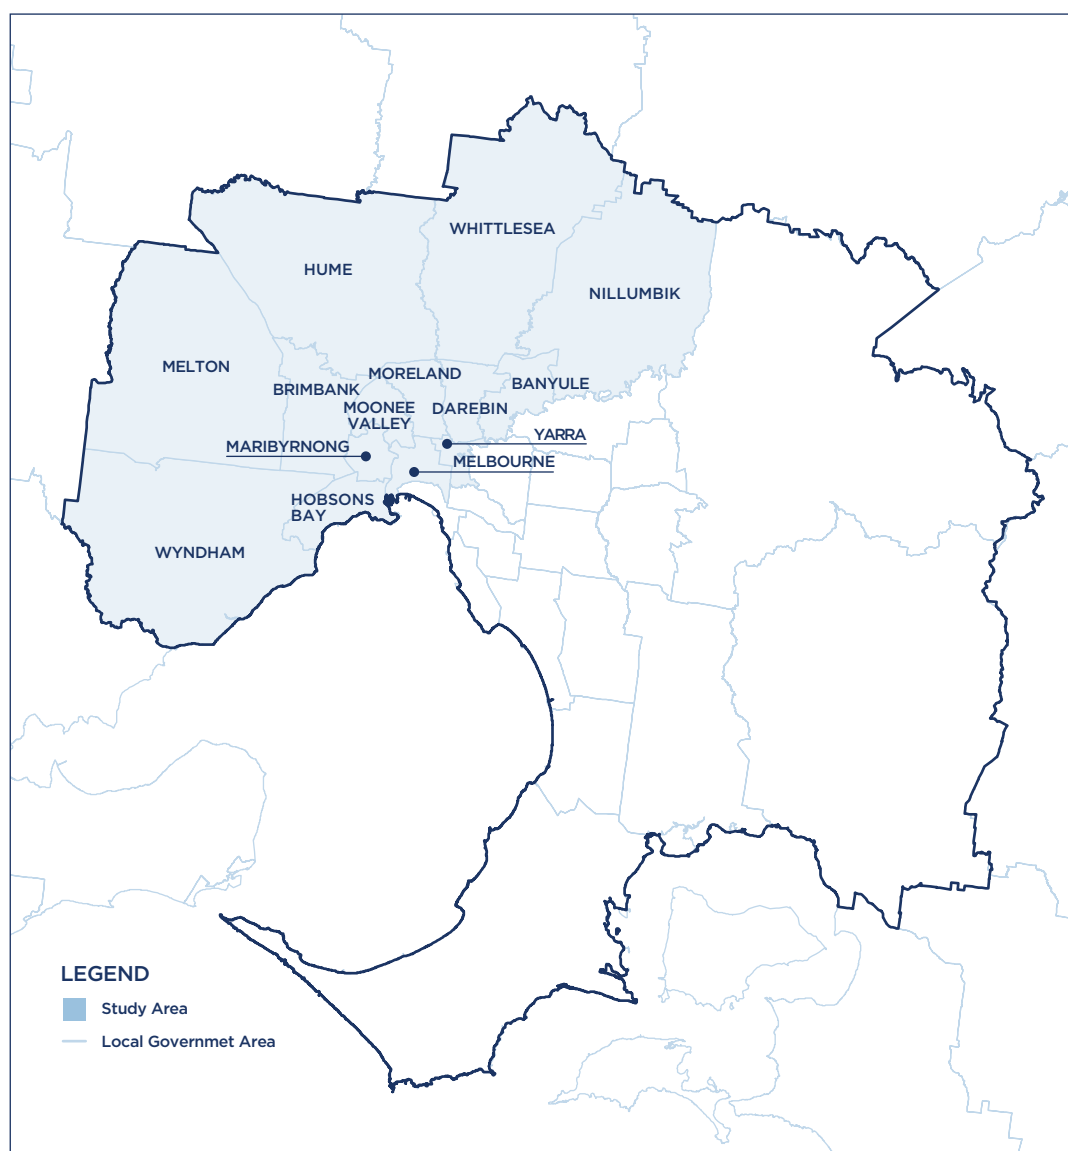 WHITTLESEA
HUME
NILLUMBIK
MELTON
MORELAND
BRIMBANK
BANYULE
MOONEE
VALLEY
DAREBIN
YARRA
MARIBYRNONG
MELBOURNE
HOBSONS
BAY
WYNDHAM
LEGEND
Study Area
Local Governmet Area